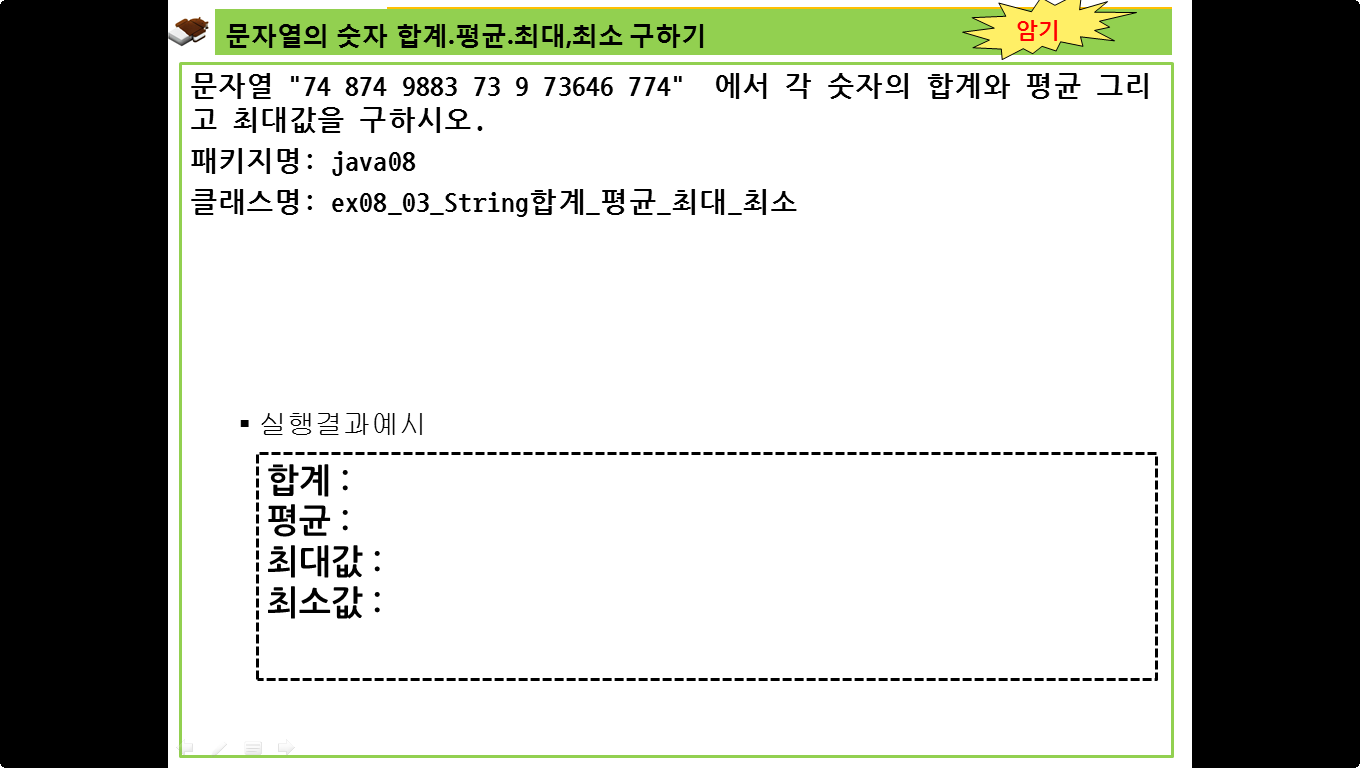 문자열의 숫자 합계.평균.최대,최소 구하기
암기
문자열 "74 874 9883 73 9 73646 774" 에서 각 숫자의 합계와 평균 그리
고 최대값을 구하시오.
패키지명: java08
클래스명: ex08_03_String합계_평균_최대_최소
▪ 실행결과예시
합계 :
평균 :
최대값 :
최소값 :